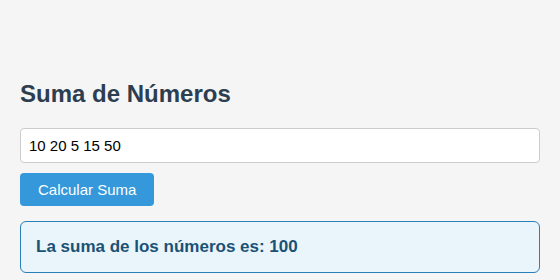 Suma de Números
10 20 5 15 50
Calcular Suma
La suma de los números es: 100